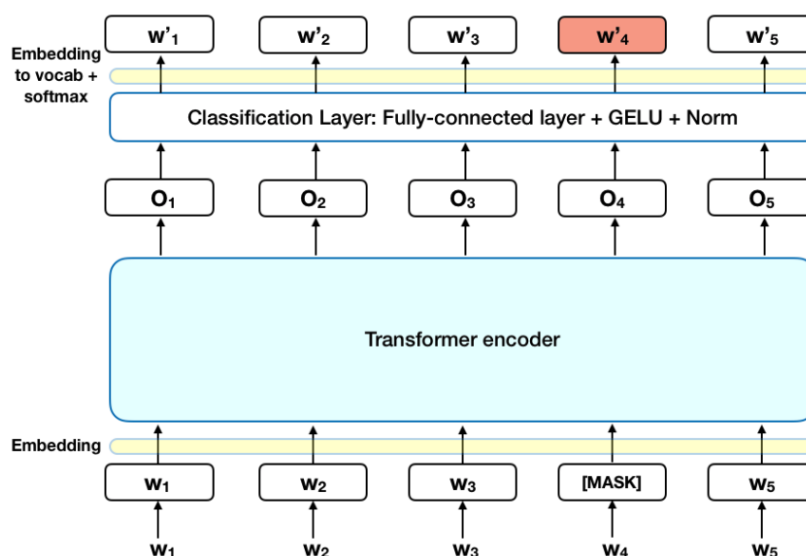 w'₁ w'₂ w'₃ w'₄ w'₅
Embedding
to vocab +
softmax
Classification Layer: Fully-connected layer + GELU + Norm
O₁ O₂ O₃ O₄ O₅
Transformer encoder
Embedding
w₁ w₂ w₃ [MASK] w₅
w₁ w₂ w₃ w₄ w₅